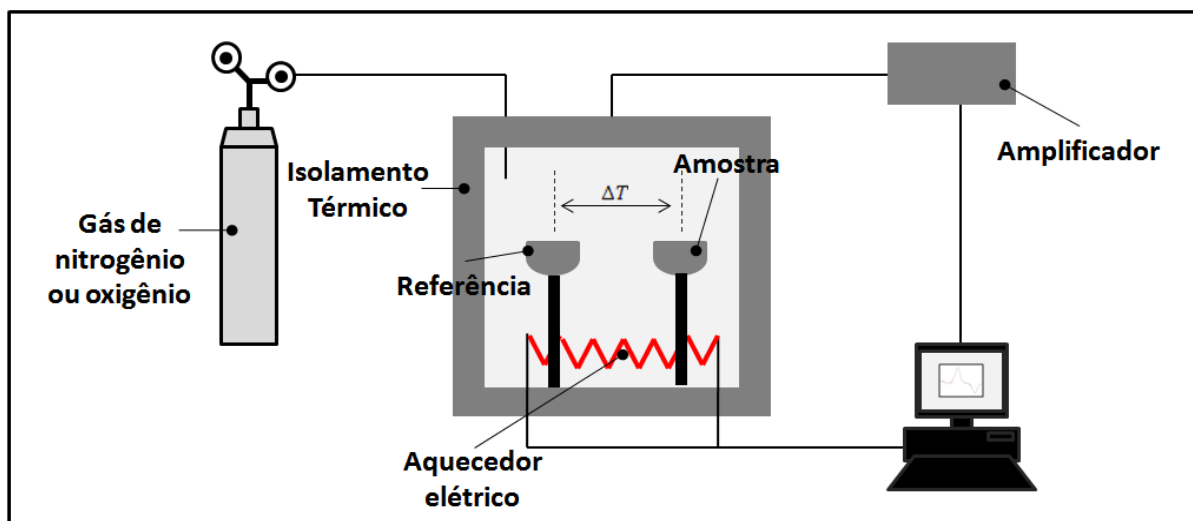 Gás de
nitrogênio
ou oxigênio
Isolamento
Térmico
ΔT
Amostra
Referência
Aquecedor
elétrico
Amplificador